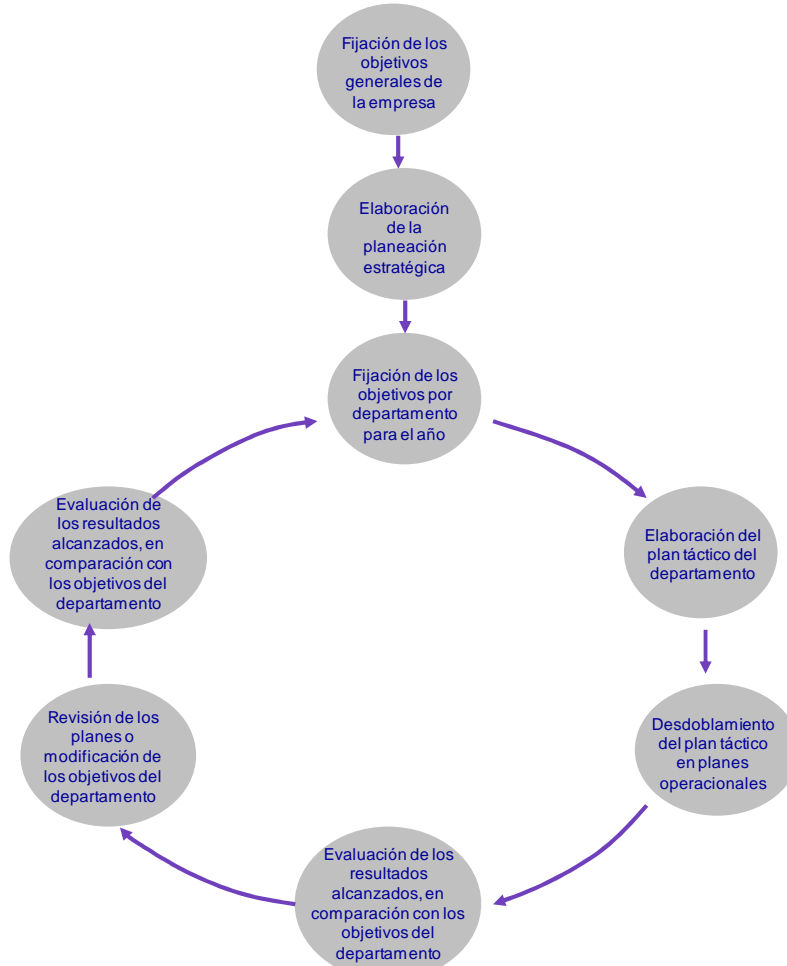 Fijación de los
objetivos
generales de
la empresa
Elaboración
de la
planeación
estratégica
Fijación de los
objetivos por
departamento
para el año
Elaboración del
plan táctico del
departamento
Desdoblamiento
del plan táctico
en planes
operacionales
Evaluación de los
resultados
alcanzados, en
comparación con los
objetivos del
departamento
Revisión de los
planes o
modificación de
los objetivos del
departamento
Evaluación de
los resultados
alcanzados, en
comparación con
los objetivos del
departamento